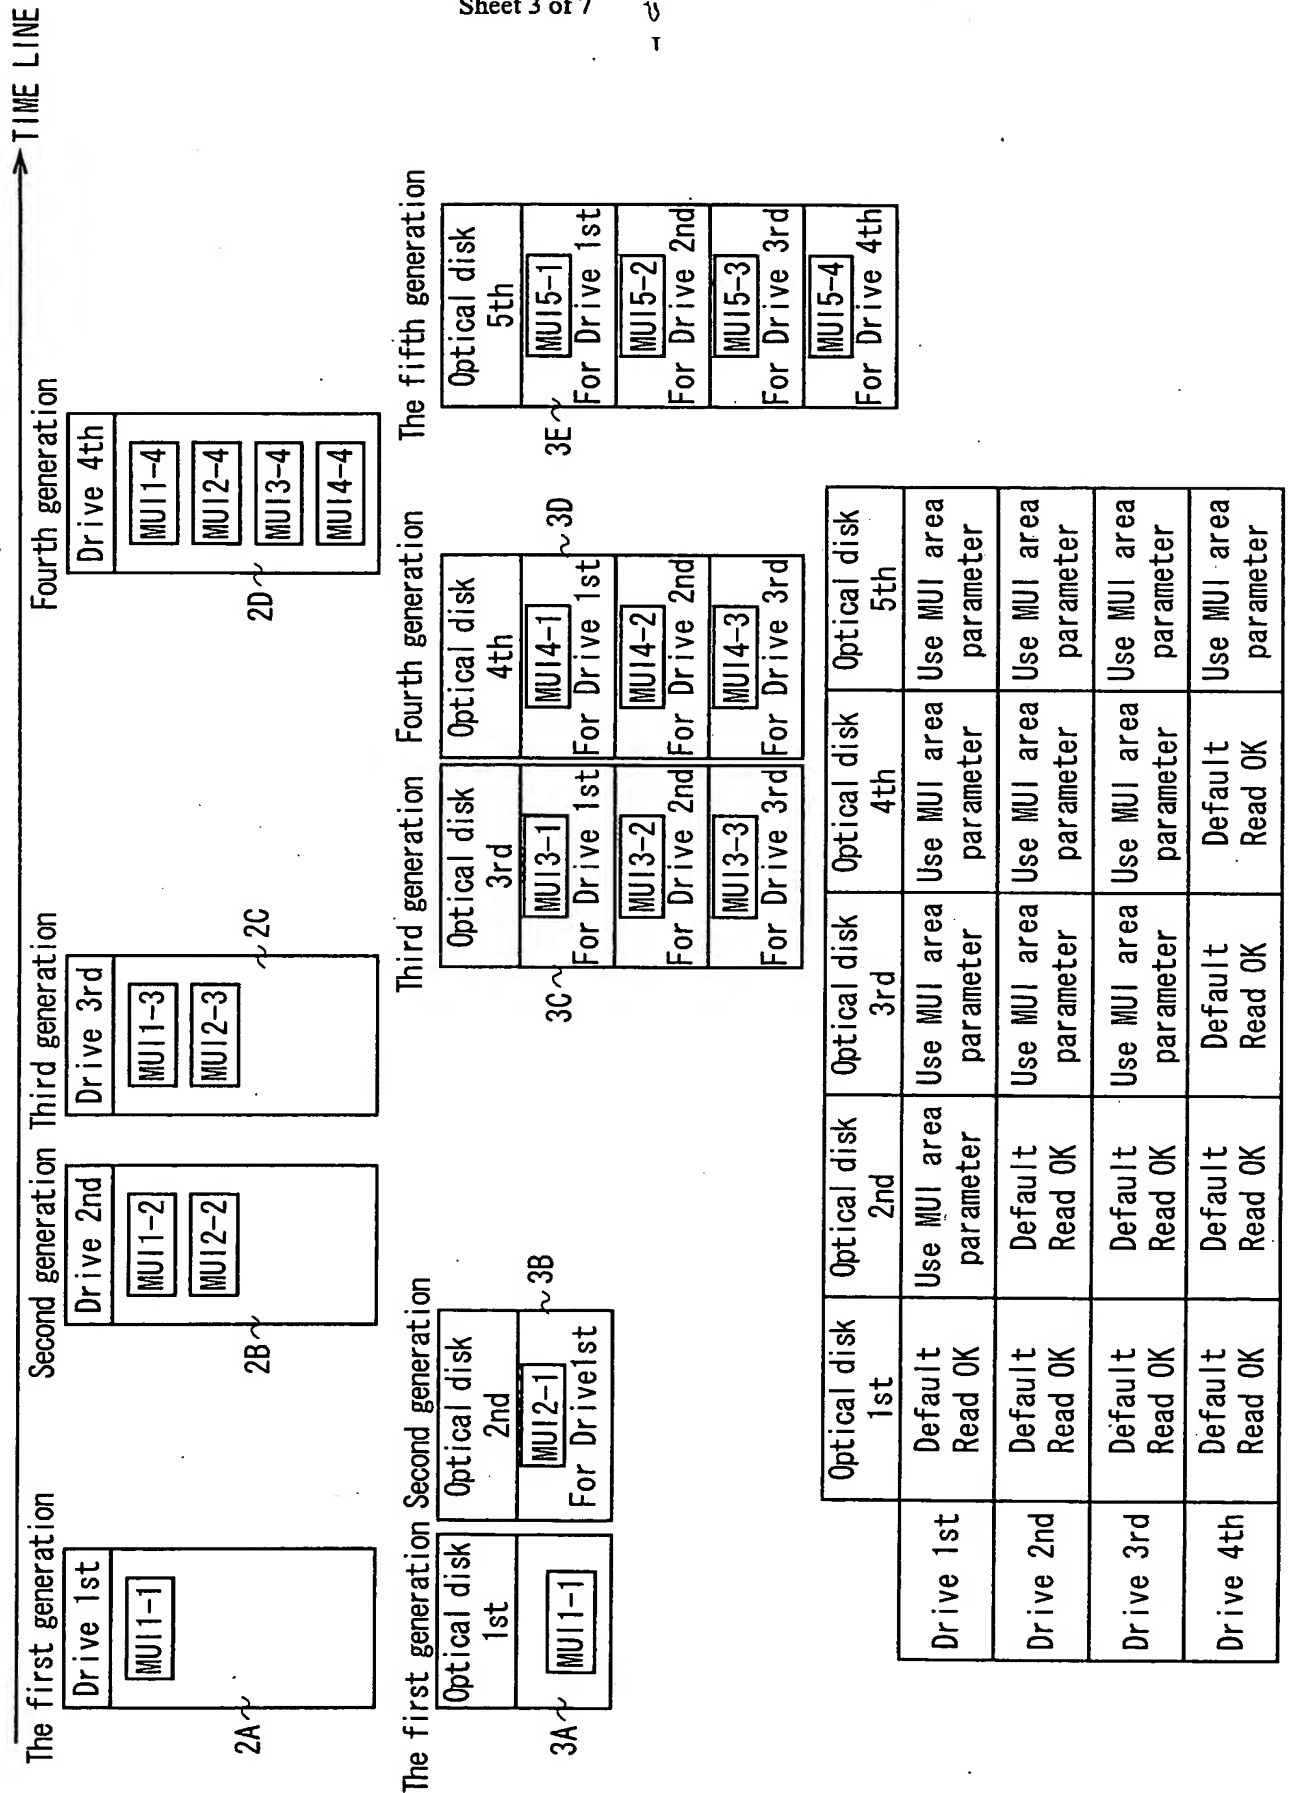 Sheet 3 of 7
TIME LINE
The first generation
Second generation
Third generation
Fourth generation
Drive 1st
MUI1-1
2A
Drive 2nd
MUI1-2
MUI2-2
2B
Drive 3rd
MUI1-3
MUI2-3
2C
Drive 4th
MUI1-4
MUI2-4
MUI3-4
MUI4-4
2D
The first generation
Second generation
Third generation
Fourth generation
The fifth generation
Optical disk
1st
MUI1-1
3A
Optical disk
2nd
MUI2-1
For Drive1st
3B
Optical disk
3rd
MUI3-1
For Drive 1st
MUI3-2
For Drive 2nd
MUI3-3
For Drive 3rd
3C
Optical disk
4th
MUI4-1
For Drive 1st
MUI4-2
For Drive 2nd
MUI4-3
For Drive 3rd
3D
Optical disk
5th
MUI5-1
For Drive 1st
MUI5-2
For Drive 2nd
MUI5-3
For Drive 3rd
MUI5-4
For Drive 4th
3E
Optical disk
1st
Optical disk
2nd
Optical disk
3rd
Optical disk
4th
Optical disk
5th
Drive 1st
Default
Read OK
Use MUI area
parameter
Use MUI area
parameter
Use MUI area
parameter
Use MUI area
parameter
Drive 2nd
Default
Read OK
Default
Read OK
Use MUI area
parameter
Use MUI area
parameter
Use MUI area
parameter
Drive 3rd
Default
Read OK
Default
Read OK
Use MUI area
parameter
Use MUI area
parameter
Use MUI area
parameter
Drive 4th
Default
Read OK
Default
Read OK
Default
Read OK
Default
Read OK
Use MUI area
parameter